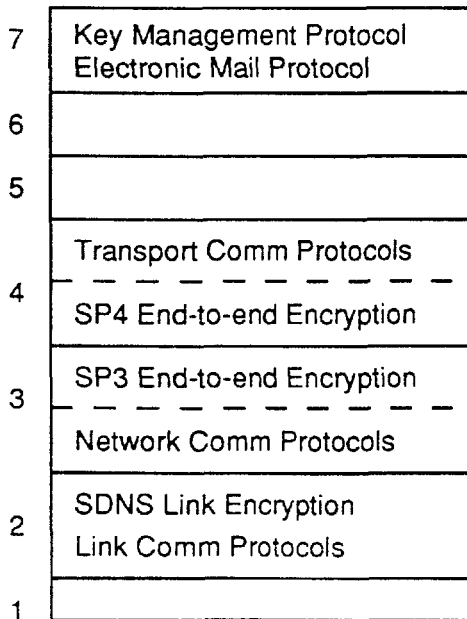 7
Key Management Protocol
Electronic Mail Protocol
6
5
Transport Comm Protocols
4
SP4 End-to-end Encryption
SP3 End-to-end Encryption
3
Network Comm Protocols
SDNS Link Encryption
2
Link Comm Protocols
1